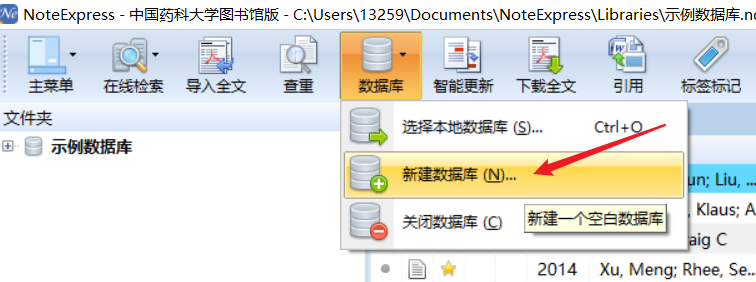 NoteExpress - 中国药科大学图书馆版 - C:\Users\13259\Documents\NoteExpress\Libraries\示例数据库.n
主菜单 在线检索 导入全文 查重 数据库 智能更新 下载全文 引用 标签标记
文件夹
示例数据库
选择本地数据库 (S)... Ctrl+O
新建数据库 (N)...
关闭数据库 (C)
新建一个空白数据库
un; Liu, ...
, Klaus; A
aig C
2014 Xu, Meng; Rhee, Se...